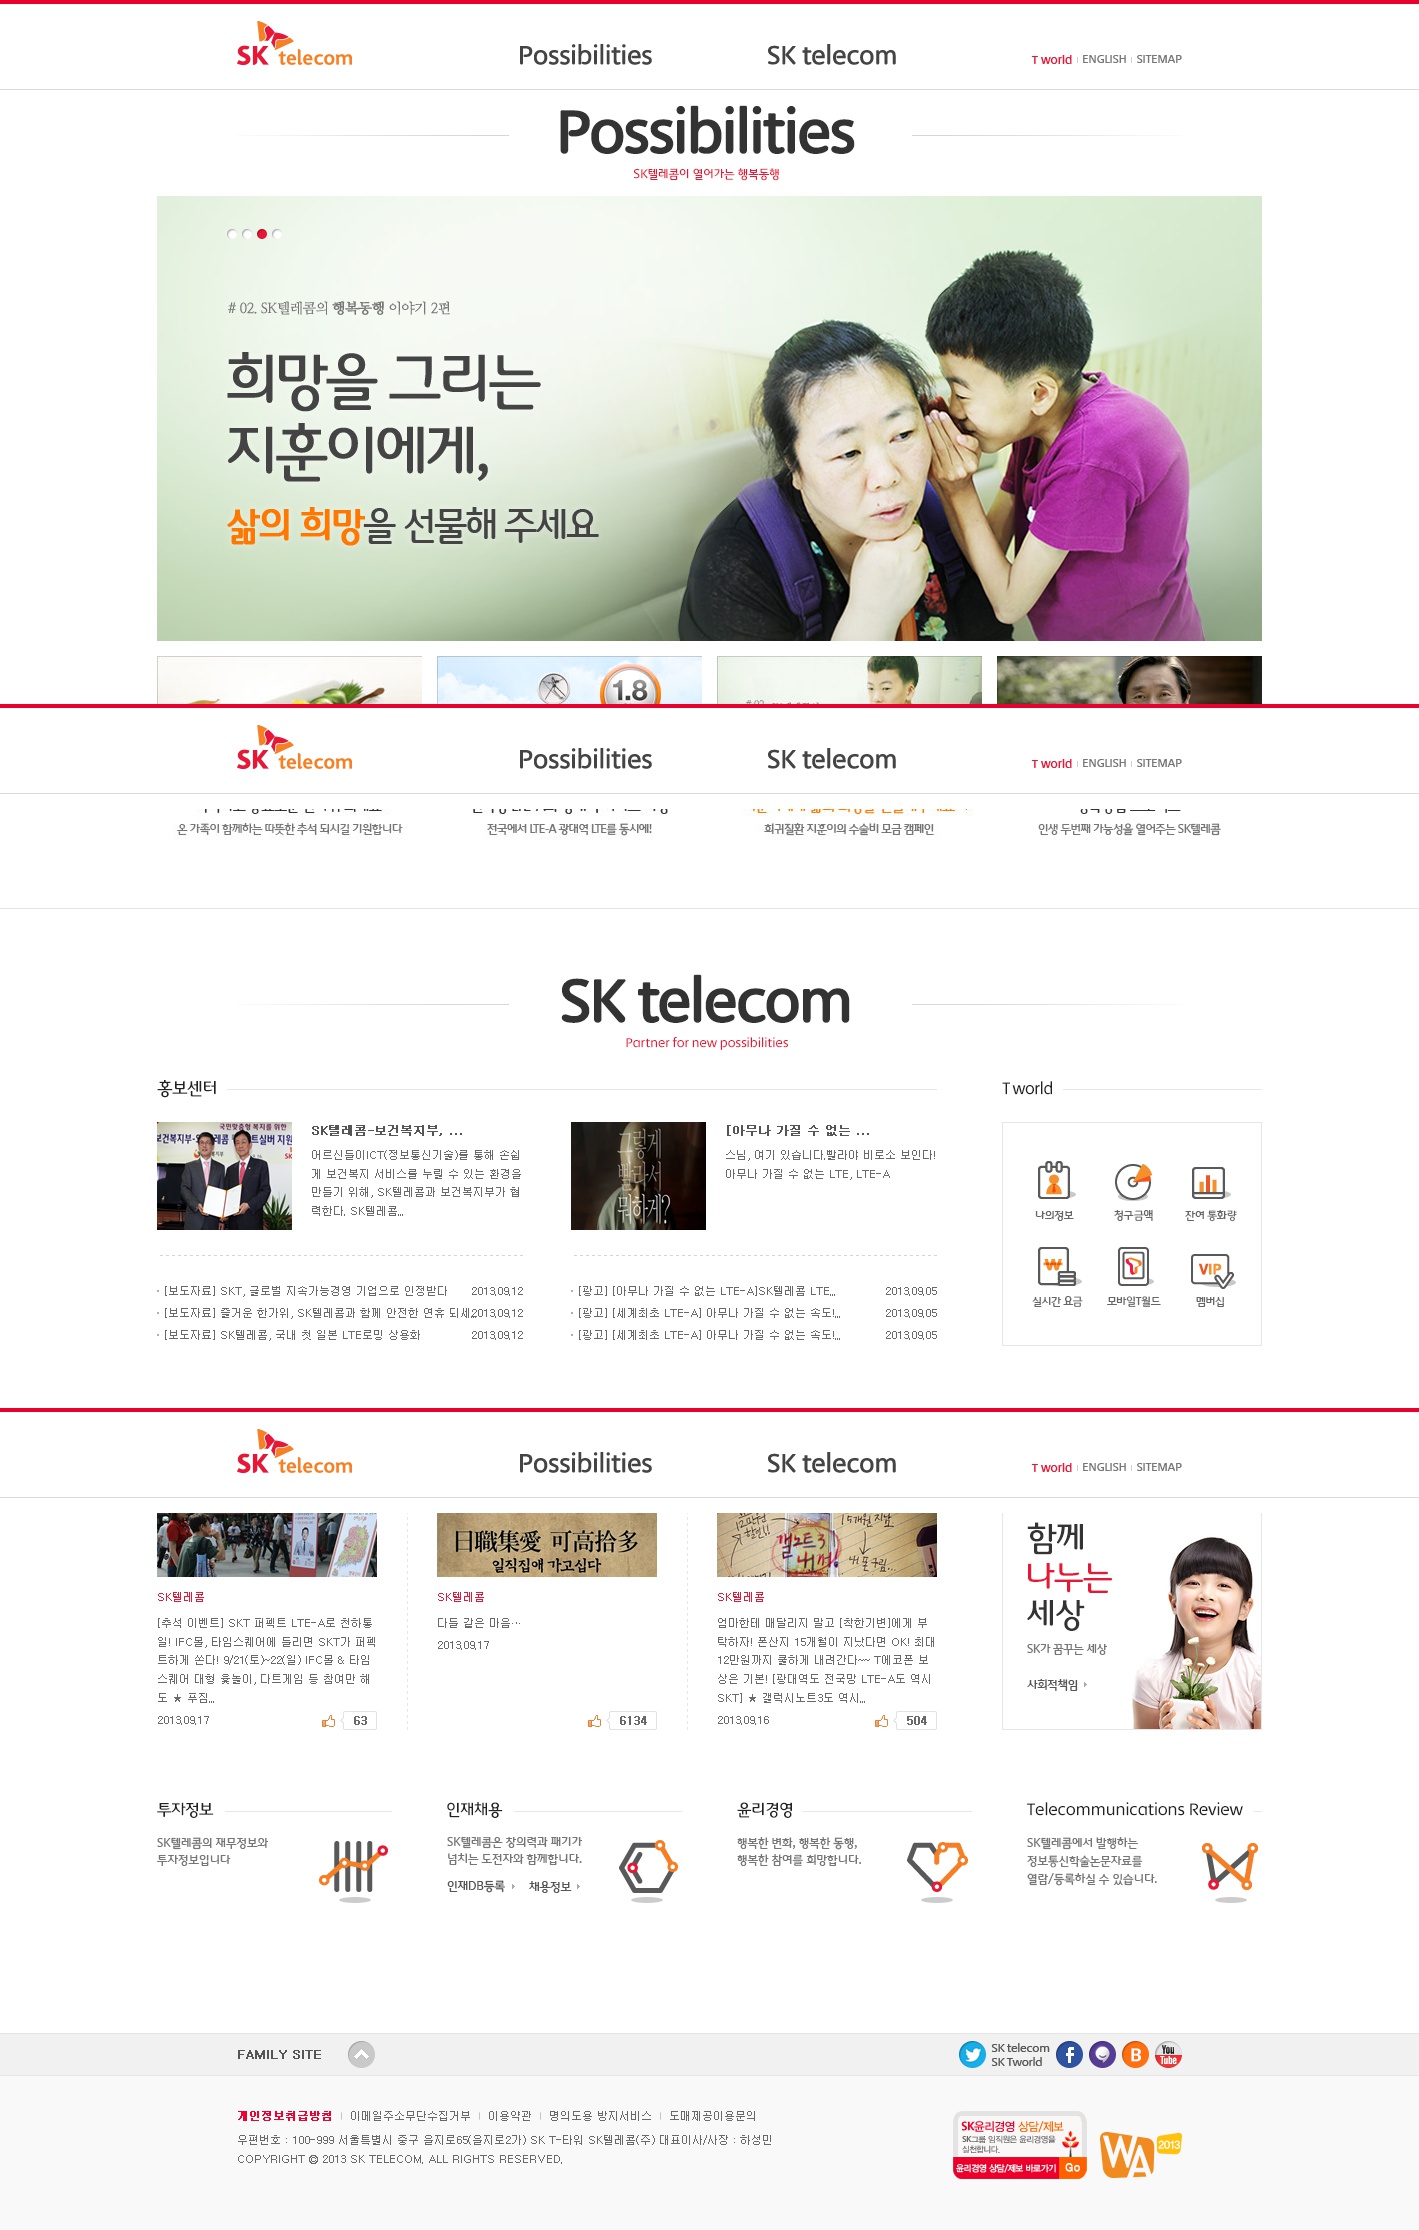 SK telecom
Possibilities
SK telecom
T world
ENGLISH
SITEMAP
Possibilities
SK텔레콤이 열어가는 행복동행
# 02. SK텔레콤의 행복동행 이야기 2편
희망을 그리는
지훈이에게,
삶의 희망을 선물해 주세요
1.8
SK telecom
Possibilities
SK telecom
T world
ENGLISH
SITEMAP
온 가족이 함께하는 따뜻한 추석 되시길 기원합니다
전국에서 LTE-A 광대역 LTE를 동시에!
희귀질환 지훈이의 수술비 모금 캠페인
인생 두번째 가능성을 열어주는 SK텔레콤
SK telecom
Partner for new possibilities
홍보센터
SK텔레콤-보건복지부, ...
어르신들이ICT(정보통신기술)를 통해 손쉽
게 보건복지 서비스를 누릴 수 있는 환경을
만들기 위해, SK텔레콤과 보건복지부가 협
력한다. SK텔레콤...
그렇게
빨라서
뭐하게?
[아무나 가질 수 없는 ...
스님, 여기 있습니다.빨라야 비로소 보인다!
아무나 가질 수 없는 LTE, LTE-A
[보도자료] SKT, 글로벌 지속가능경영 기업으로 인정받다 2013.09.12
[보도자료] 즐거운 한가위, SK텔레콤과 함께 안전한 연휴 되세.. 2013.09.12
[보도자료] SK텔레콤, 국내 첫 일본 LTE로밍 상용화 2013.09.12
[광고] [아무나 가질 수 없는 LTE-A]SK텔레콤 LTE... 2013.09.05
[광고] [세계최초 LTE-A] 아무나 가질 수 없는 속도!... 2013.09.05
[광고] [세계최초 LTE-A] 아무나 가질 수 없는 속도!... 2013.09.05
T world
나의정보
청구금액
잔여 통화량
실시간 요금
모바일T월드
VIP
멤버십
SK telecom
Possibilities
SK telecom
T world
ENGLISH
SITEMAP
SK텔레콤
[추석 이벤트] SKT 퍼펙트 LTE-A로 천하통
일! IFC몰, 타임스퀘어에 들리면 SKT가 퍼펙
트하게 쏜다! 9/21(토)~22(일) IFC몰 & 타임
스퀘어 대형 윷놀이, 다트게임 등 참여만 해
도 ★ 푸짐...
2013.09.17
63
日職集愛 可高拾多
일직집애 가고십다
SK텔레콤
다들 같은 마음…
2013.09.17
6134
갤노트3
SK텔레콤
엄마한테 매달리지 말고 [착한기변]에게 부
탁하자! 폰산지 15개월이 지났다면 OK! 최대
12만원까지 쿨하게 내려간다~~ T에코폰 보
상은 기본! [광대역도 전국망 LTE-A도 역시
SKT] ★ 갤럭시노트3도 역시...
2013.09.16
504
함께
나누는
세상
SK가 꿈꾸는 세상
사회적책임
투자정보
SK텔레콤의 재무정보와
투자정보입니다
인재채용
SK텔레콤은 창의력과 패기가
넘치는 도전자와 함께합니다.
인재DB등록
채용정보
윤리경영
행복한 변화, 행복한 동행,
행복한 참여를 희망합니다.
Telecommunications Review
SK텔레콤에서 발행하는
정보통신학술논문자료를
열람/등록하실 수 있습니다.
FAMILY SITE
SK telecom
SK Tworld
B
You Tube
개인정보취급방침
이메일주소무단수집거부
이용약관
명의도용 방지서비스
도매제공이용문의
우편번호 : 100-999 서울특별시 중구 을지로65(을지로2가) SK T-타워 SK텔레콤(주) 대표이사/사장 : 하성민
COPYRIGHT © 2013 SK TELECOM. ALL RIGHTS RESERVED.
SK윤리경영 상담/제보
SK그룹 임직원은 윤리경영을
실천합니다.
윤리경영 상담/제보 바로가기
Go
WA
2013